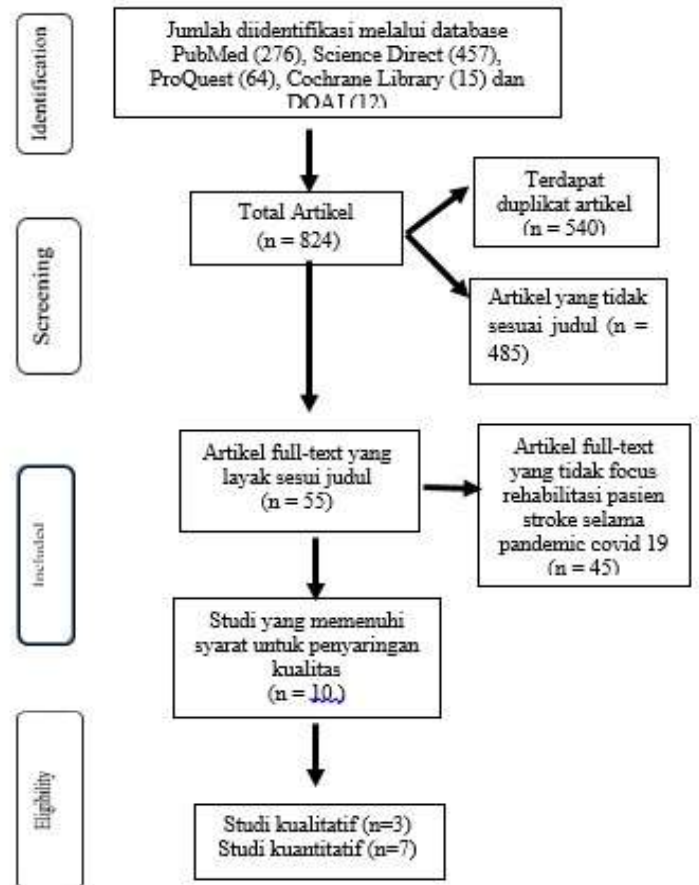 Identification
Jumlah diidentifikasi melalui database
PubMed (276), Science Direct (457),
ProQuest (64), Cochrane Library (15) dan
DOAJ (12)
Screening
Total Artikel
(n = 824)
Terdapat
duplikat artikel
(n = 540)
Artikel yang tidak
sesuai judul (n =
485)
Included
Artikel full-text yang
layak sesui judul
(n = 55)
Artikel full-text
yang tidak focus
rehabilitasi pasien
stroke selama
pandemic covid 19
(n = 45)
Studi yang memenuhi
syarat untuk penyaringan
kualitas
(n = 10 )
Eligibility
Studi kualitatif (n=3)
Studi kuantitatif (n=7)